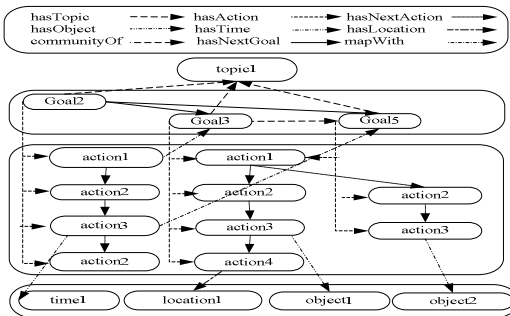 hasTopic hasAction hasNextAction
hasObject hasTime hasLocation
communityOf hasNextGoal mapWith
topic1
Goal2
Goal3 Goal5
action1 action1
action2 action2 action2
action3 action3 action3
action2 action4
time1 location1 object1 object2